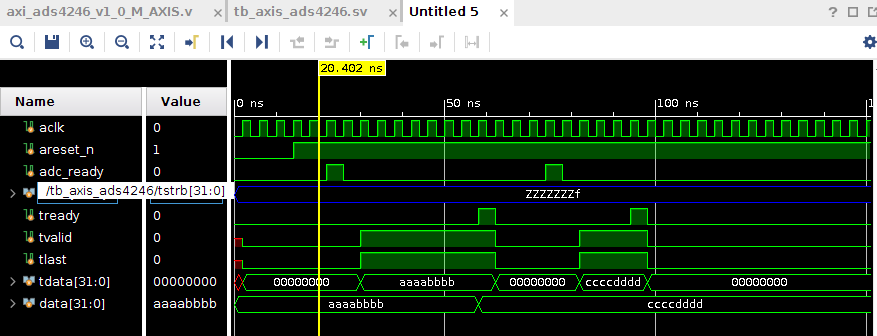 axi_ads4246_v1_0_M_AXIS.v × tb_axis_ads4246.sv × Untitled 5 ×
20.402 ns
Name Value
0 ns 50 ns 100 ns
aclk 0
areset_n 1
adc_ready 0
/tb_axis_ads4246/tstrb[31:0] ZZZZZZZf
tready 0
tvalid 0
tlast 0
tdata[31:0] 00000000 00000000 aaaabbbb 00000000 ccccdddd 00000000
data[31:0] aaaabbbb aaaabbbb ccccdddd